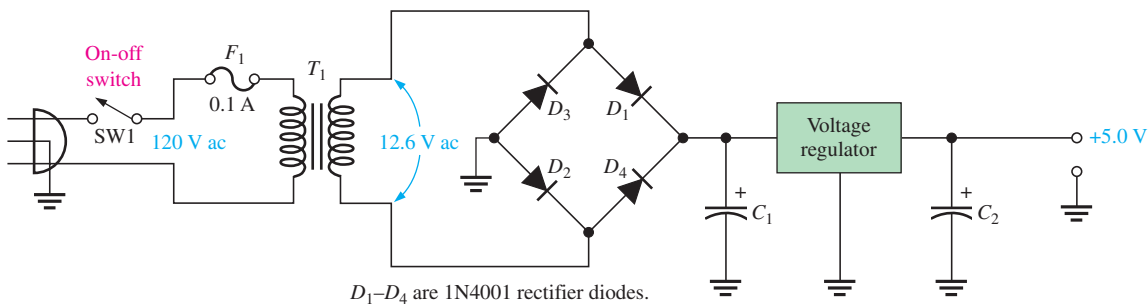 On-off
switch
F1
T1
0.1 A
SW1
120 V ac
12.6 V ac
D3
D1
D2
D4
Voltage
regulator
+5.0 V
+
C1
+
C2
D1–D4 are 1N4001 rectifier diodes.